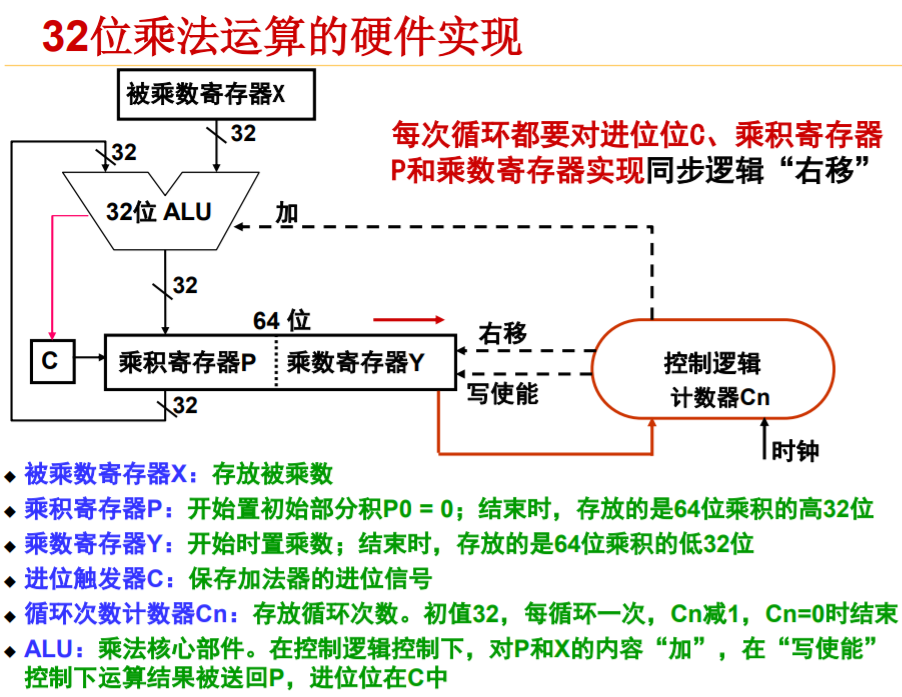 32位乘法运算的硬件实现
被乘数寄存器X
32
32
每次循环都要对进位位C、乘积寄存器
P和乘数寄存器实现同步逻辑“右移”
32位 ALU
加
32
64 位
右移
C
乘积寄存器P
乘数寄存器Y
控制逻辑
计数器Cn
写使能
32
时钟
◆ 被乘数寄存器X：存放被乘数
◆ 乘积寄存器P：开始置初始部分积P0 = 0；结束时，存放的是64位乘积的高32位
◆ 乘数寄存器Y：开始时置乘数；结束时，存放的是64位乘积的低32位
◆ 进位触发器C：保存加法器的进位信号
◆ 循环次数计数器Cn：存放循环次数。初值32，每循环一次，Cn减1，Cn=0时结束
◆ ALU：乘法核心部件。在控制逻辑控制下，对P和X的内容“加”，在“写使能”
控制下运算结果被送回P，进位位在C中